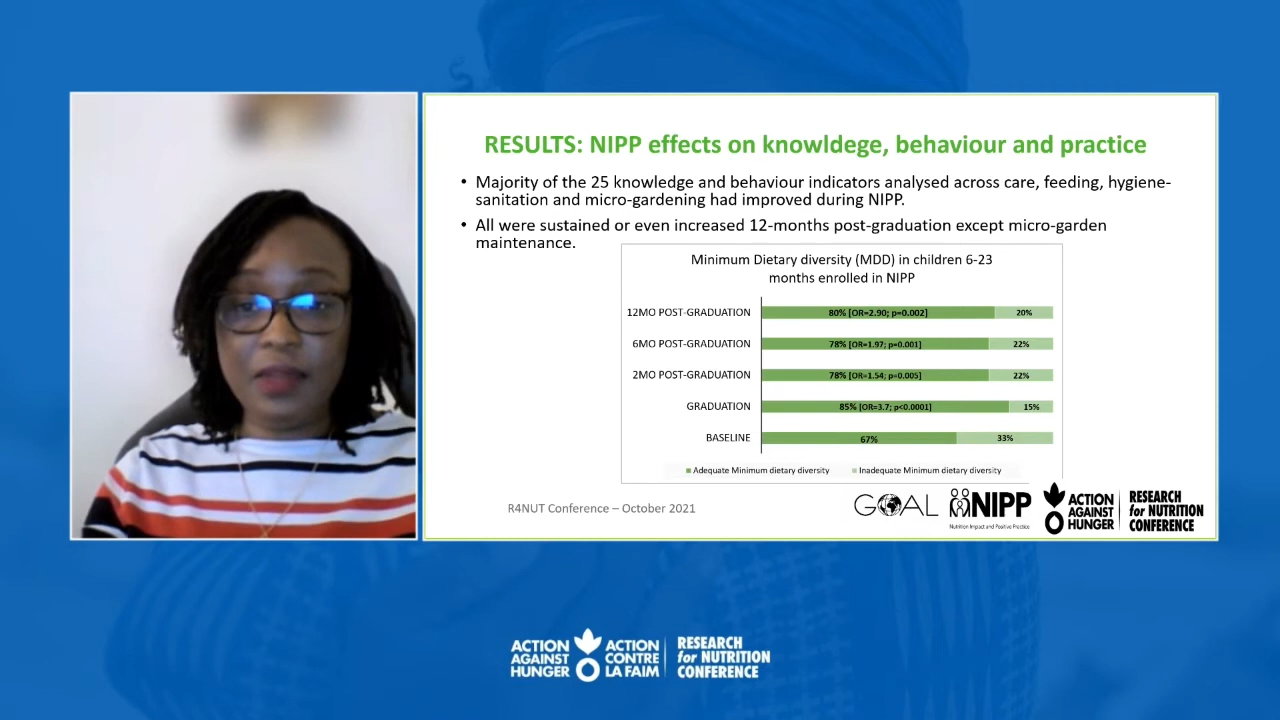 RESULTS: NIPP effects on knowldege, behaviour and practice
• Majority of the 25 knowledge and behaviour indicators analysed across care, feeding, hygiene-
sanitation and micro-gardening had improved during NIPP.
• All were sustained or even increased 12-months post-graduation except micro-garden
maintenance.
Minimum Dietary diversity (MDD) in children 6-23
months enrolled in NIPP
12MO POST-GRADUATION 80% [OR=2.90; p=0.002] 20%
6MO POST-GRADUATION 78% [OR=1.97; p=0.001] 22%
2MO POST-GRADUATION 78% [OR=1.54; p=0.005] 22%
GRADUATION 85% [OR=3.7; p<0.0001] 15%
BASELINE 67% 33%
Adequate Minimum dietary diversity Inadequate Minimum dietary diversity
R4NUT Conference – October 2021
GOAL
NIPP
Nutrition Impact and Positive Practice
ACTION
AGAINST
HUNGER
RESEARCH
for NUTRITION
CONFERENCE
ACTION
AGAINST
HUNGER
ACTION
CONTRE
LA FAIM
RESEARCH
for NUTRITION
CONFERENCE